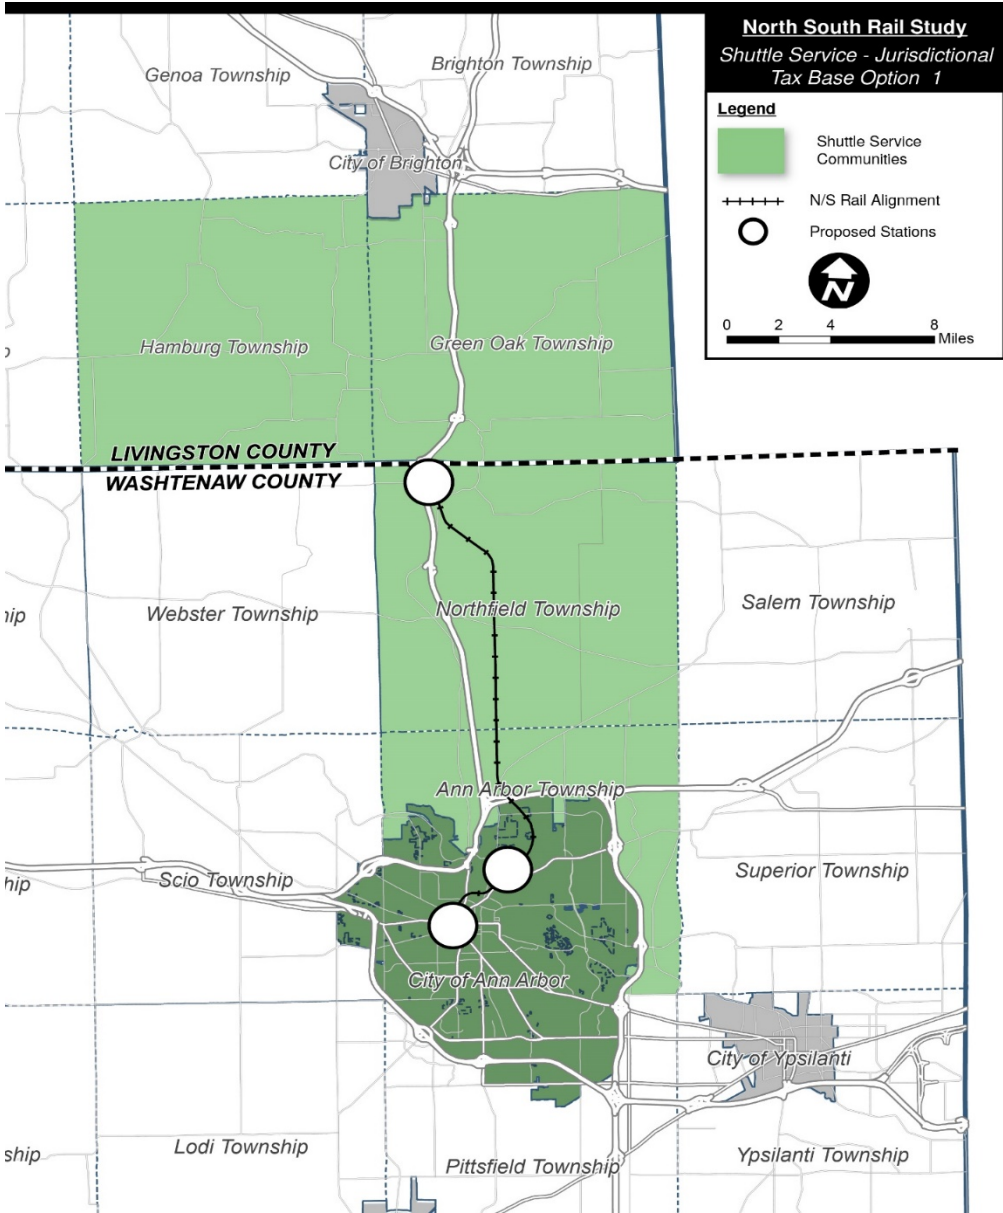 North South Rail Study
Shuttle Service - Jurisdictional
Tax Base Option 1
Legend
Shuttle Service
Communities
N/S Rail Alignment
Proposed Stations
N
0 2 4 8
Miles
Genoa Township
Brighton Township
City of Brighton
Hamburg Township
Green Oak Township
LIVINGSTON COUNTY
WASHTENAW COUNTY
Webster Township
Northfield Township
Salem Township
Ann Arbor Township
Scio Township
Superior Township
City of Ann Arbor
City of Ypsilanti
Lodi Township
Pittsfield Township
Ypsilanti Township